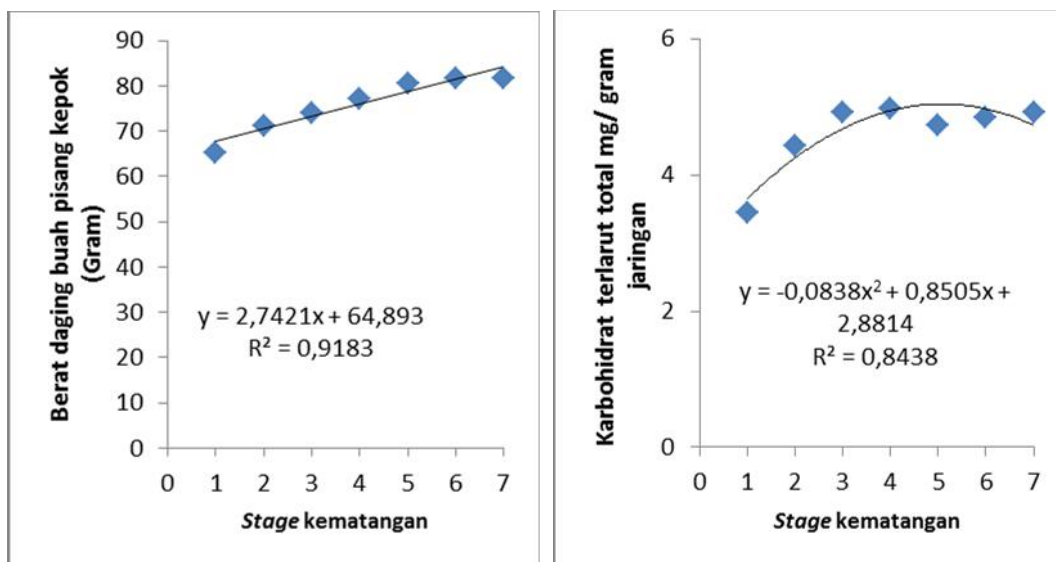 Berat daging buah pisang kepok
(Gram)
90
80
70
60
50
40
30
20
10
0
y = 2,7421x + 64,893
R² = 0,9183
0 1 2 3 4 5 6 7
Stage kematangan
Karbohidrat terlarut total mg/ gram
jaringan
6
4
2
0
y = -0,0838x² + 0,8505x +
2,8814
R² = 0,8438
0 1 2 3 4 5 6 7
Stage kematangan